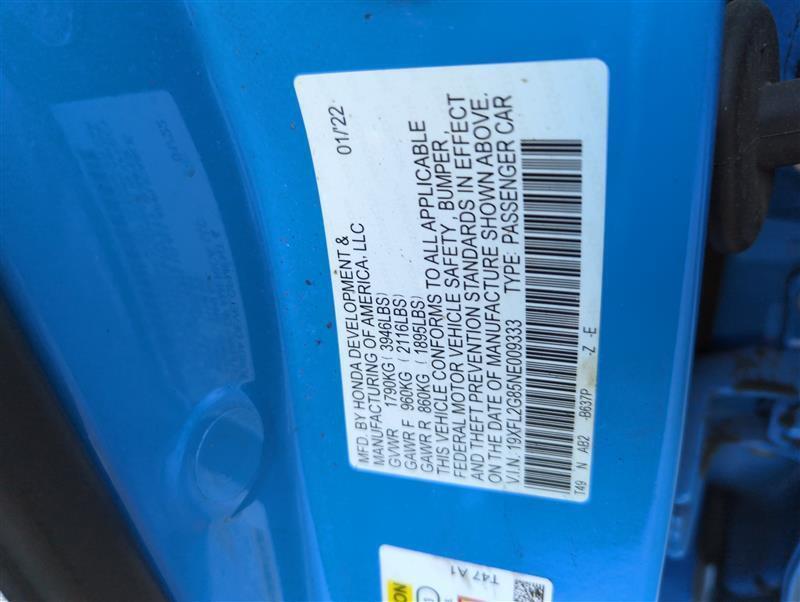 MFD. BY HONDA DEVELOPMENT & 01/'22
MANUFACTURING OF AMERICA, LLC
GVWR 1790KG ( 3946LBS)
GAWR F 960KG ( 2116LBS)
GAWR R 860KG ( 1895LBS)
THIS VEHICLE CONFORMS TO ALL APPLICABLE
FEDERAL MOTOR VEHICLE SAFETY, BUMPER,
AND THEFT PREVENTION STANDARDS IN EFFECT
ON THE DATE OF MANUFACTURE SHOWN ABOVE.
V.I.N. 19XFL2G85NE009333 TYPE: PASSENGER CAR
T49 N AB2 -B637P -Z -E
T47 A1